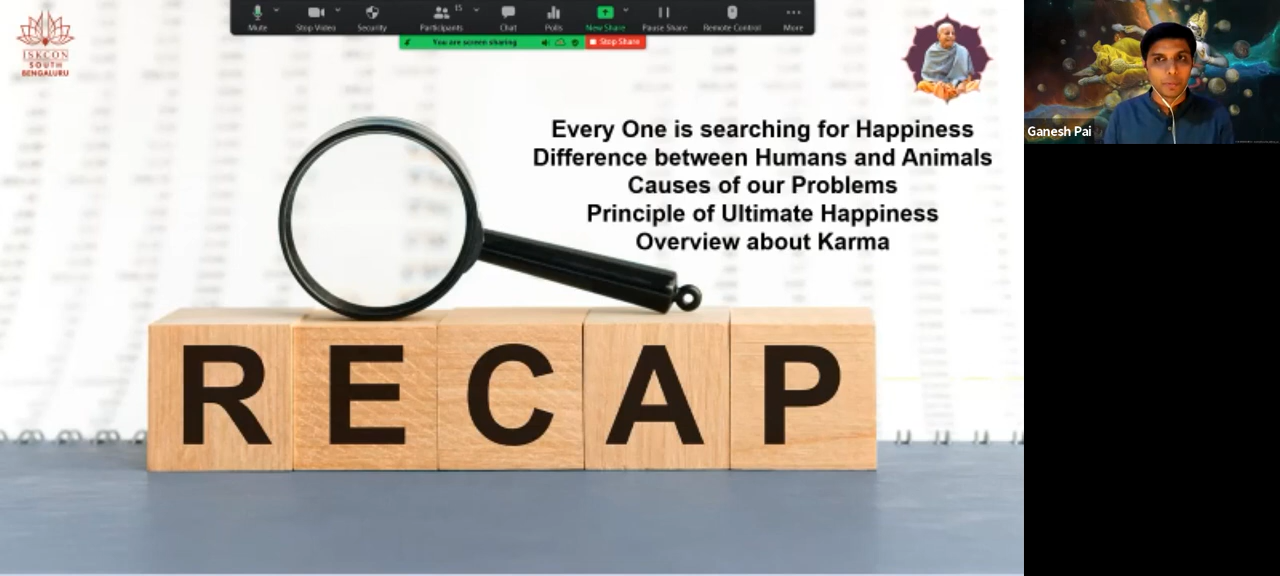 Mute
Stop Video
Security
Participants
15
Chat
Polls
New Share
Pause Share
Remote Control
More
You are screen sharing
Stop Share
ISKCON
SOUTH
BENGALURU
Ganesh Pai
Every One is searching for Happiness
Difference between Humans and Animals
Causes of our Problems
Principle of Ultimate Happiness
Overview about Karma
RECAP